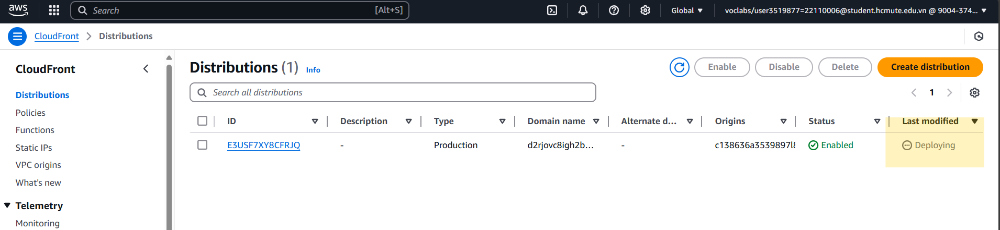 aws
Search [Alt+S] Global voclabs/user3519877=22110006@student.hcmute.edu.vn @ 9004-374...
CloudFront Distributions
CloudFront
Distributions
Policies
Functions
Static IPs
VPC origins
What's new
Telemetry
Monitoring
Distributions (1) Info Enable Disable Delete Create distribution
Search all distributions 1
ID Description Type Domain name Alternate d... Origins Status Last modified
E3USF7XY8CFRJQ - Production d2rjovc8igh2b... - c138636a3539897l8 Enabled Deploying